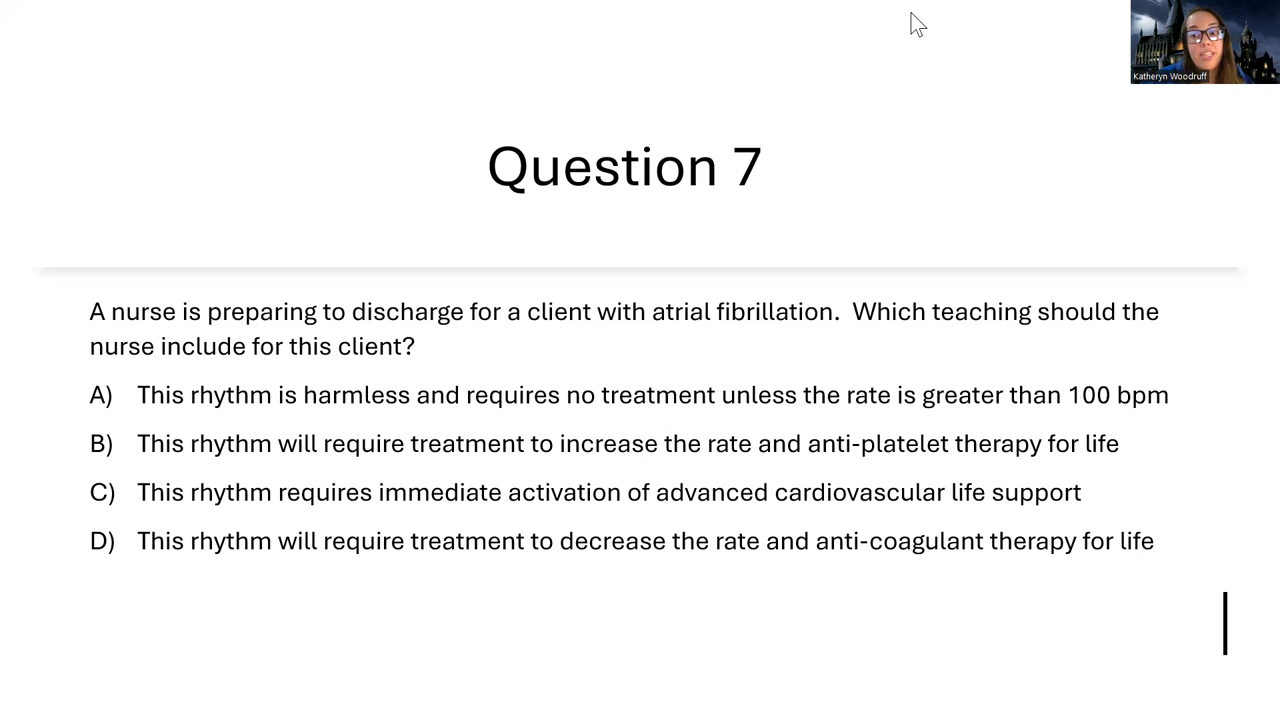 Katheryn Woodruff
Question 7
A nurse is preparing to discharge for a client with atrial fibrillation.  Which teaching should the
nurse include for this client?
A) This rhythm is harmless and requires no treatment unless the rate is greater than 100 bpm
B) This rhythm will require treatment to increase the rate and anti-platelet therapy for life
C) This rhythm requires immediate activation of advanced cardiovascular life support
D) This rhythm will require treatment to decrease the rate and anti-coagulant therapy for life